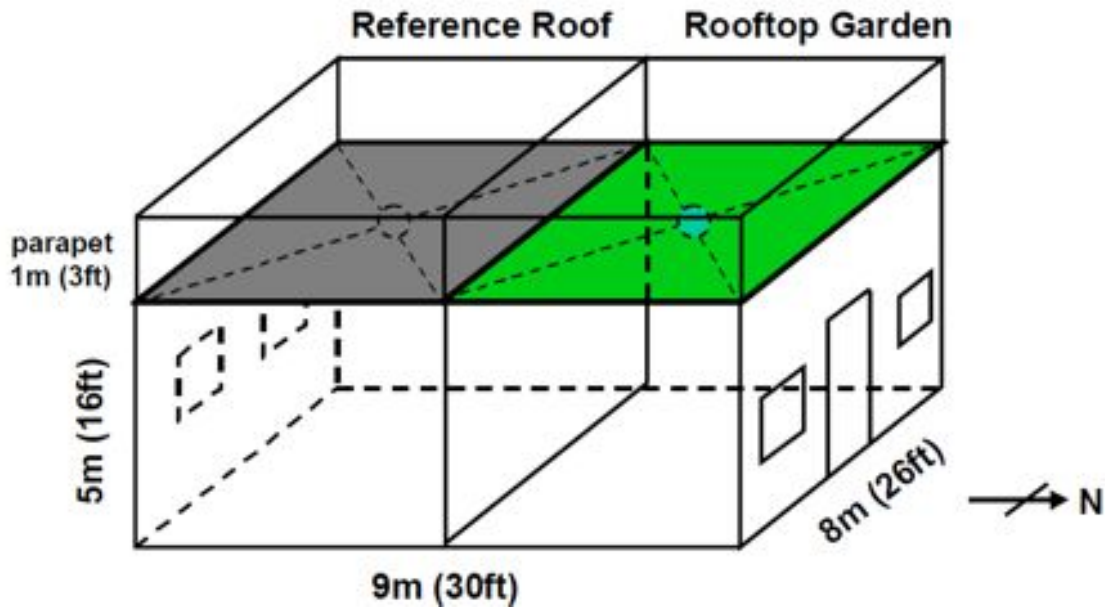 Reference Roof
Rooftop Garden
parapet
1m (3ft)
5m (16ft)
8m (26ft)
N
9m (30ft)